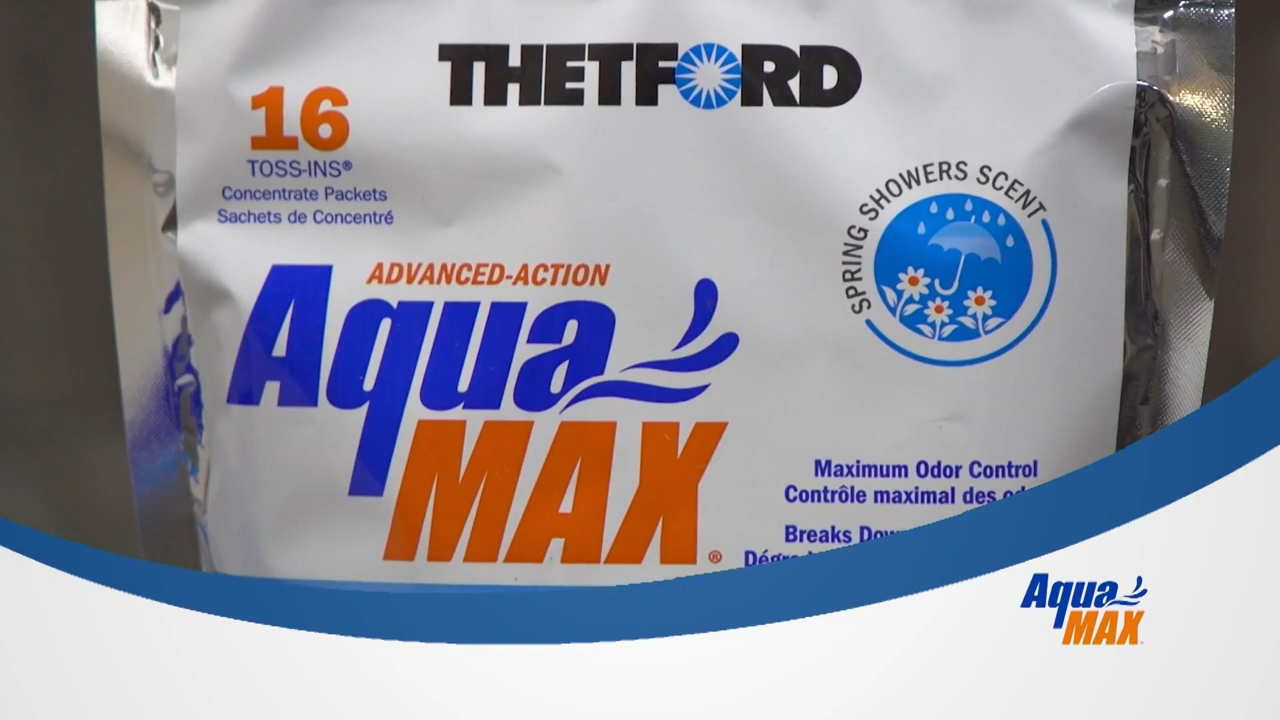 THETFORD
16
TOSS-INS®
Concentrate Packets
Sachets de Concentré
SPRING SHOWERS SCENT
ADVANCED-ACTION
Aqua
MAX®
Maximum Odor Control
Contrôle maximal des
Breaks
Aqua
MAX